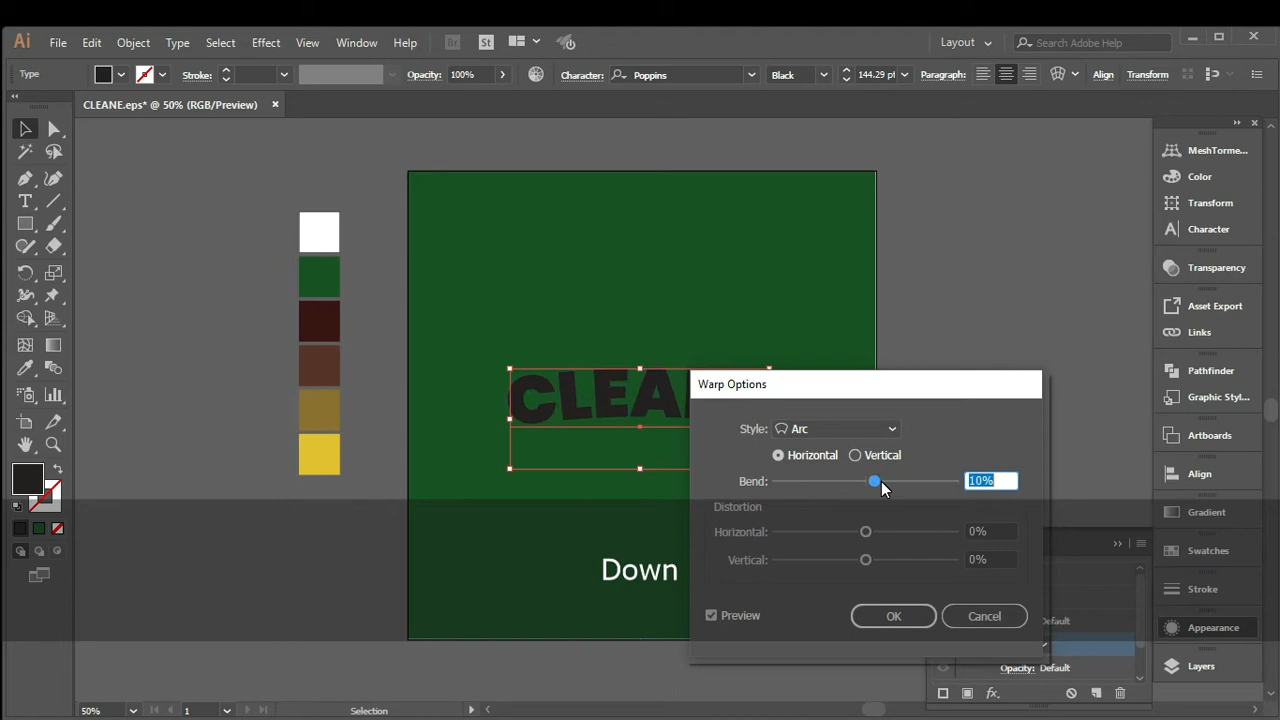 Ai File Edit Object Type Select Effect View Window Help Br St Layout Search Adobe Help
Type Stroke: Opacity: 100% Character: Poppins Black 144.29 pt Paragraph: Align Transform
CLEANE.eps* @ 50% (RGB/Preview)
MeshTorme...
Color
Transform
Character
Transparency
Asset Export
Links
Pathfinder
Graphic Styl...
Artboards
Align
Gradient
Swatches
Stroke
Appearance
Layers
CLEA
Warp Options
Style: Arc
Horizontal Vertical
Bend: 10%
Distortion
Horizontal: 0%
Vertical: 0%
Preview OK Cancel
Down
Default
Opacity: Default
fx
50% 1 Selection